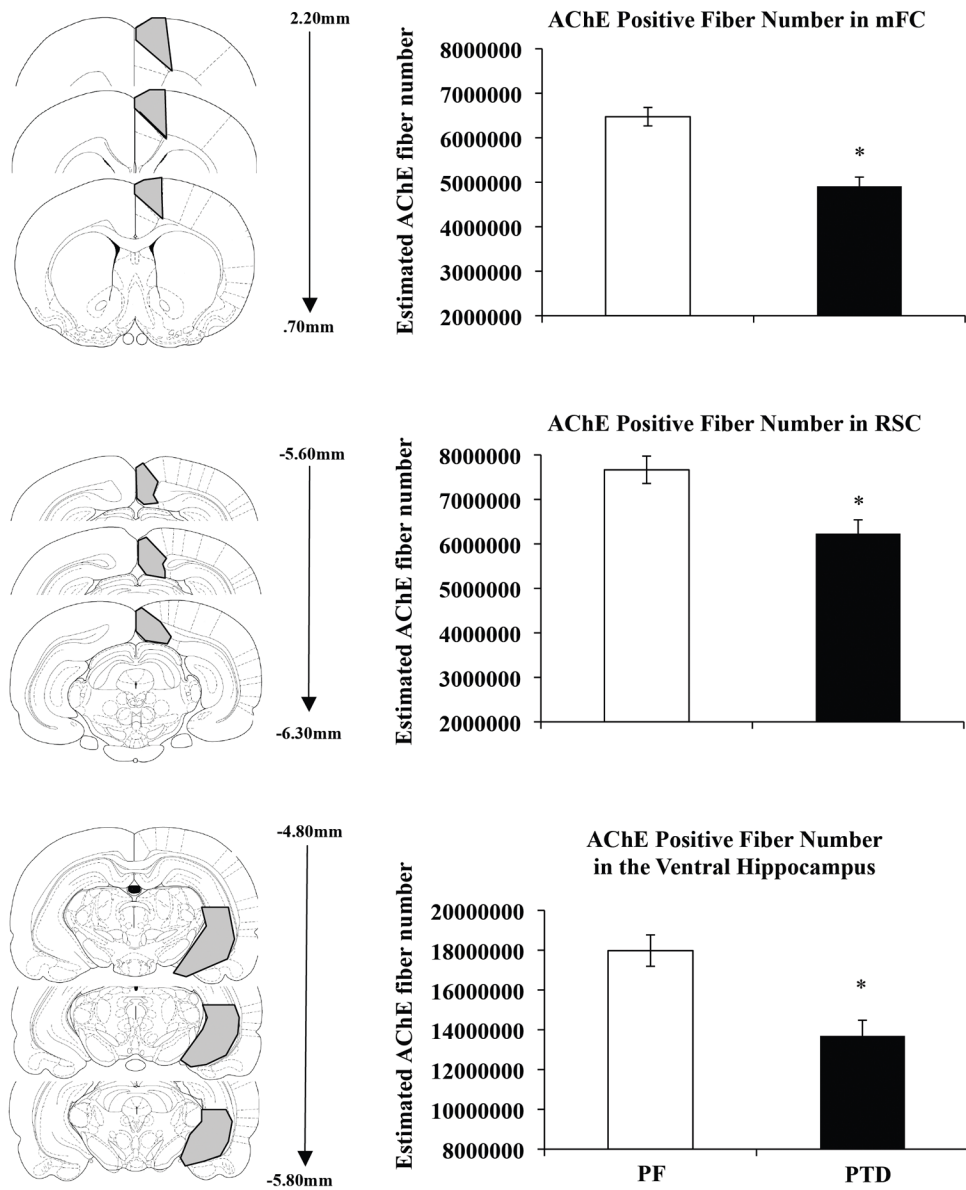 2.20mm
.70mm
AChE Positive Fiber Number in mFC
Estimated AChE fiber number
8000000
7000000
6000000
5000000
4000000
3000000
2000000
*
-5.60mm
-6.30mm
AChE Positive Fiber Number in RSC
Estimated AChE fiber number
8000000
7000000
6000000
5000000
4000000
3000000
2000000
*
-4.80mm
-5.80mm
AChE Positive Fiber Number
in the Ventral Hippocampus
Estimated AChE fiber number
20000000
18000000
16000000
14000000
12000000
10000000
8000000
*
PF PTD